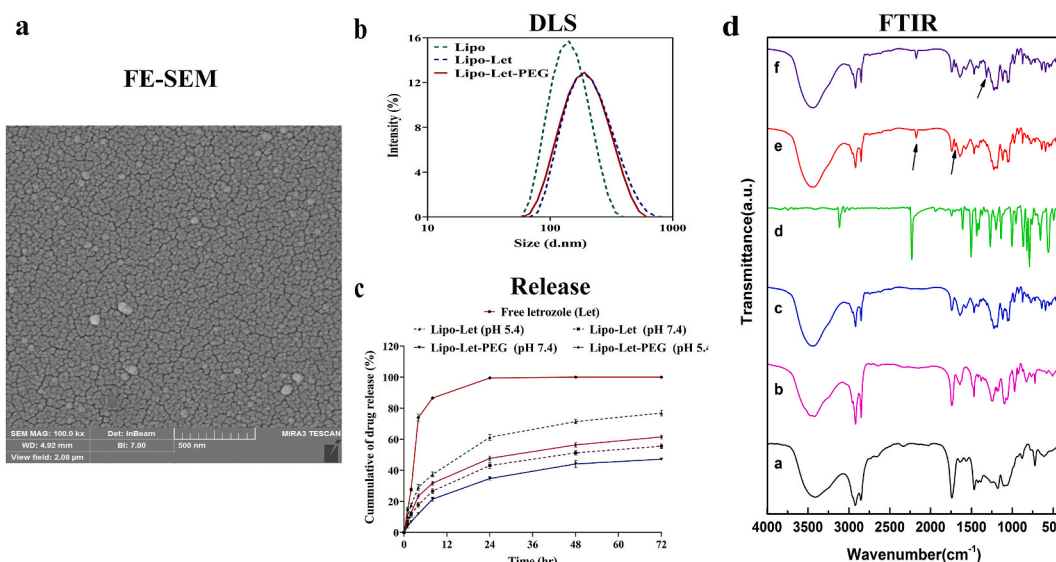 a
FE-SEM
SEM MAG: 100.0 kx
Det: InBeam
MIRA3 TESCAN
WD: 4.92 mm
BI: 7.00
500 nm
View field: 2.08 µm
b
DLS
Lipo
Lipo-Let
Lipo-Let-PEG
Intensity (%)
16
12
8
4
0
10
100
1000
Size (d.nm)
c
Release
Free letrozole (Let)
Lipo-Let (pH 5.4)
Lipo-Let (pH 7.4)
Lipo-Let-PEG (pH 7.4)
Lipo-Let-PEG (pH 5.4
Cummulative of drug release (%)
120
100
80
60
40
20
0
0
12
24
36
48
60
72
Time (hr)
d
FTIR
f
e
d
c
b
a
Transmittance(a.u.)
4000
3000
2000
1000
Wavenumber(cm⁻¹)